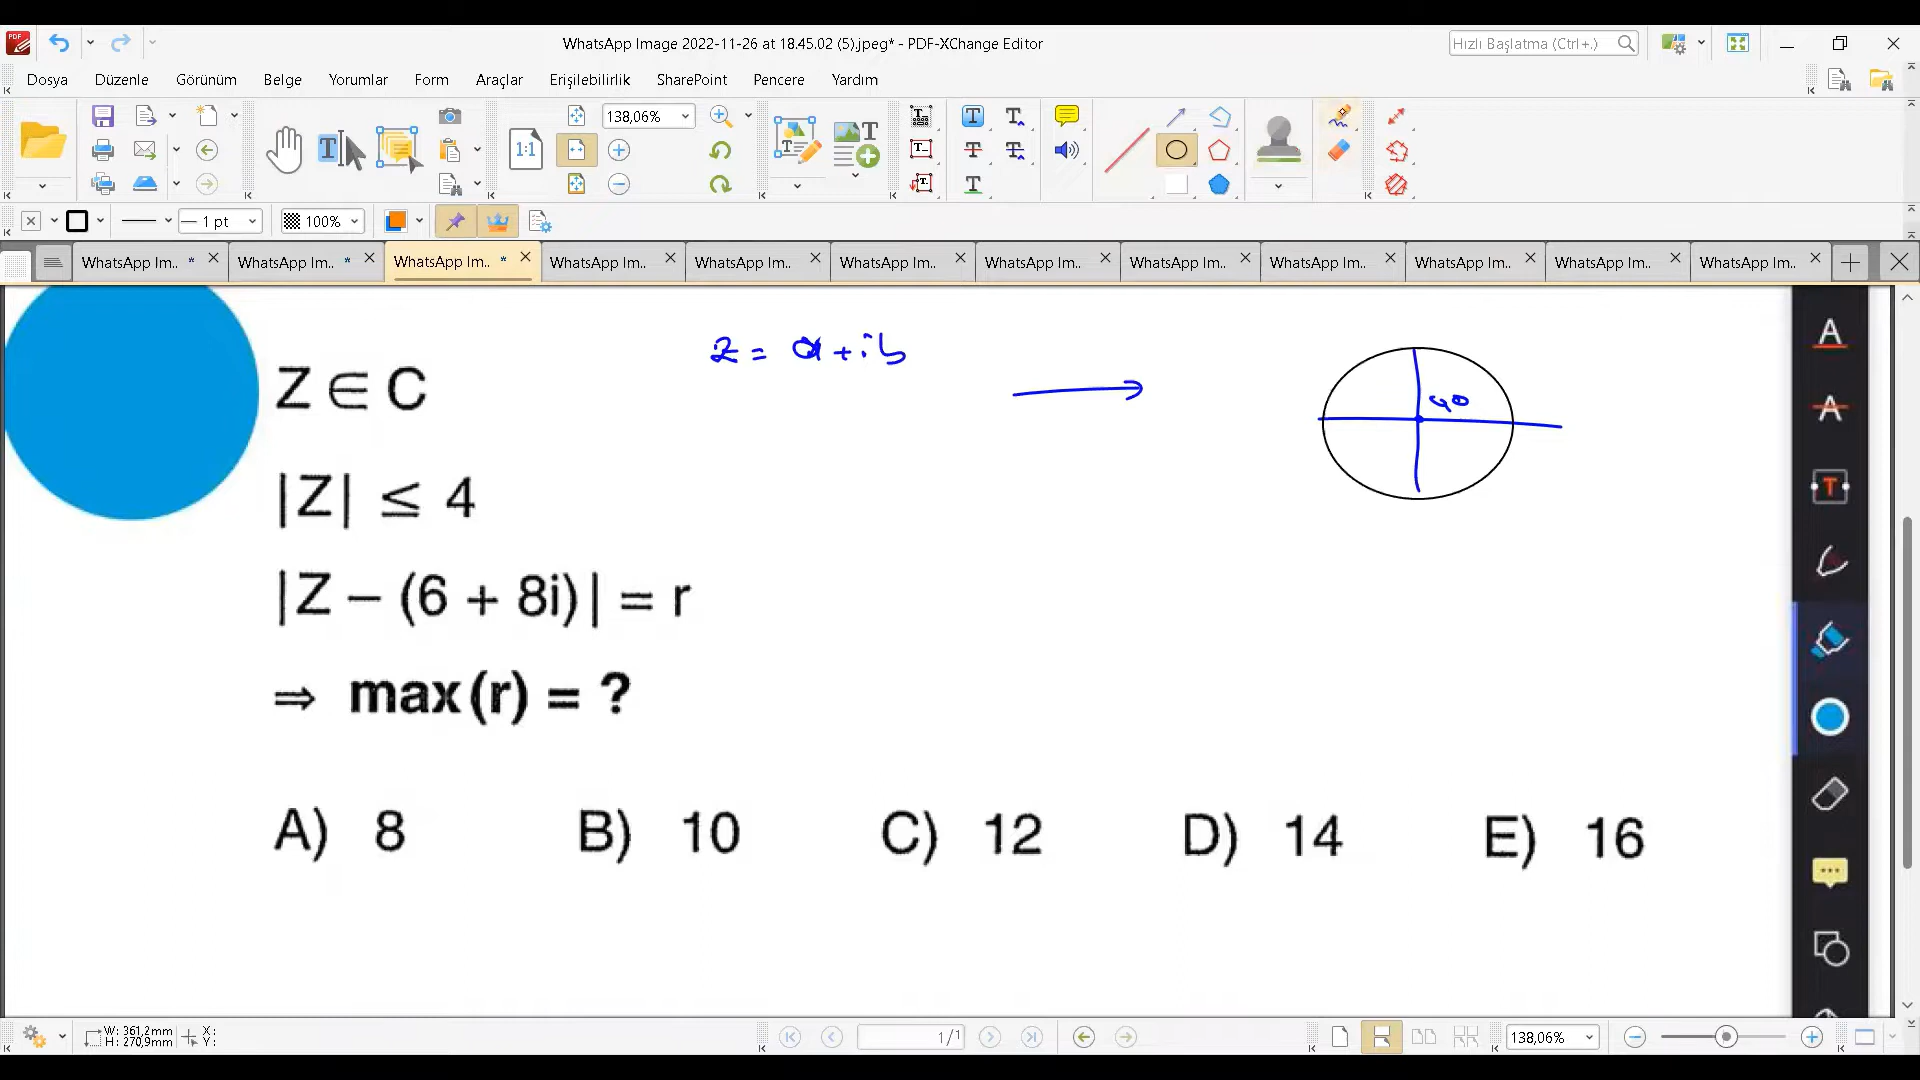 WhatsApp Image 2022-11-26 at 18.45.02 (5).jpeg* - PDF-XChange Editor
Hızlı Başlatma (Ctrl+.)
Dosya Düzenle Görünüm Belge Yorumlar Form Araçlar Erişilebilirlik SharePoint Pencere Yardım
138,06%
1:1
1 pt 100%
WhatsApp Im.. * WhatsApp Im.. * WhatsApp Im.. * WhatsApp Im.. WhatsApp Im.. WhatsApp Im.. WhatsApp Im.. WhatsApp Im.. WhatsApp Im.. WhatsApp Im.. WhatsApp Im.. WhatsApp Im..
z = a + ib
Z ∈ C
|Z| ≤ 4
|Z – (6 + 8i)| = r
⇒ max(r) = ?
A) 8 B) 10 C) 12 D) 14 E) 16
W: 361,2mm
H: 270,9mm
X:
Y:
1/1
138,06%